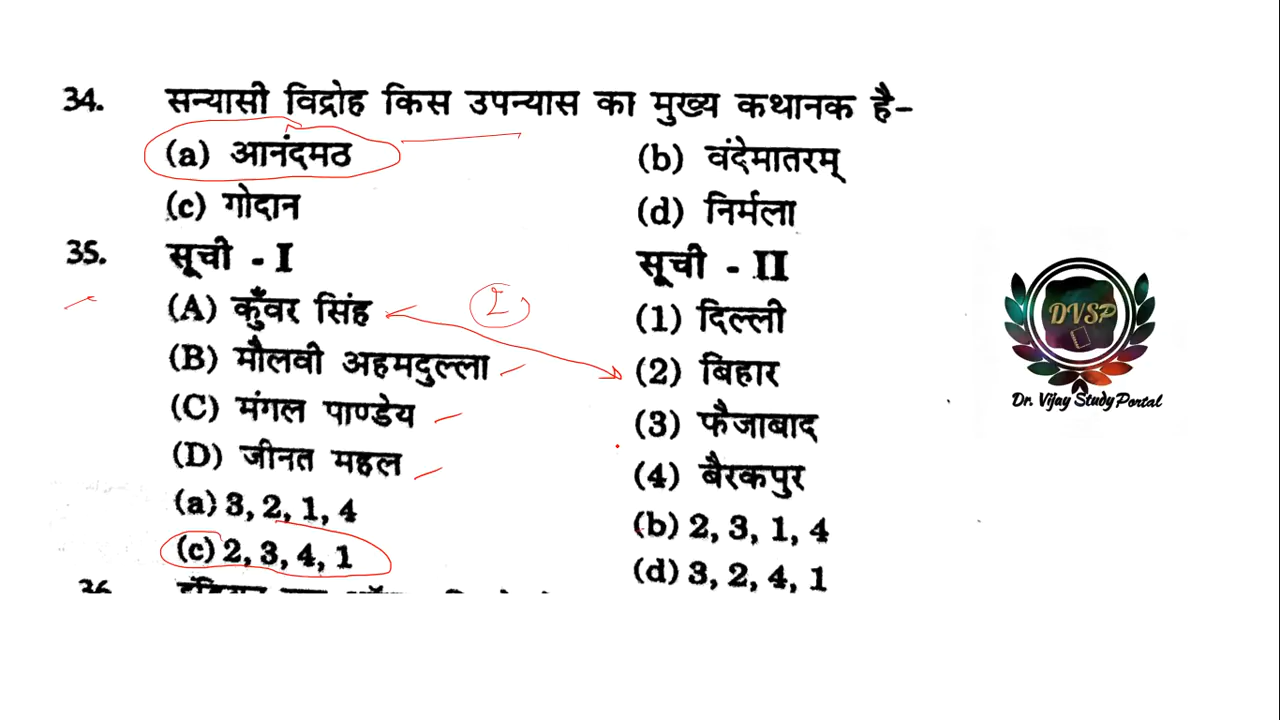 34. सन्यासी विद्रोह किस उपन्यास का मुख्य कथानक है-
(a) आनंदमठ (b) वंदेमातरम्
(c) गोदान (d) निर्मला
35. सूची - I सूची - II
(A) कुँवर सिंह (1) दिल्ली
(B) मौलवी अहमदुल्ला (2) बिहार
(C) मंगल पाण्डेय (3) फैजाबाद
(D) जीनत महल (4) बैरकपुर
(a) 3, 2, 1, 4 (b) 2, 3, 1, 4
(c) 2, 3, 4, 1 (d) 3, 2, 4, 1
DVSP
Dr. Vijay Study Portal